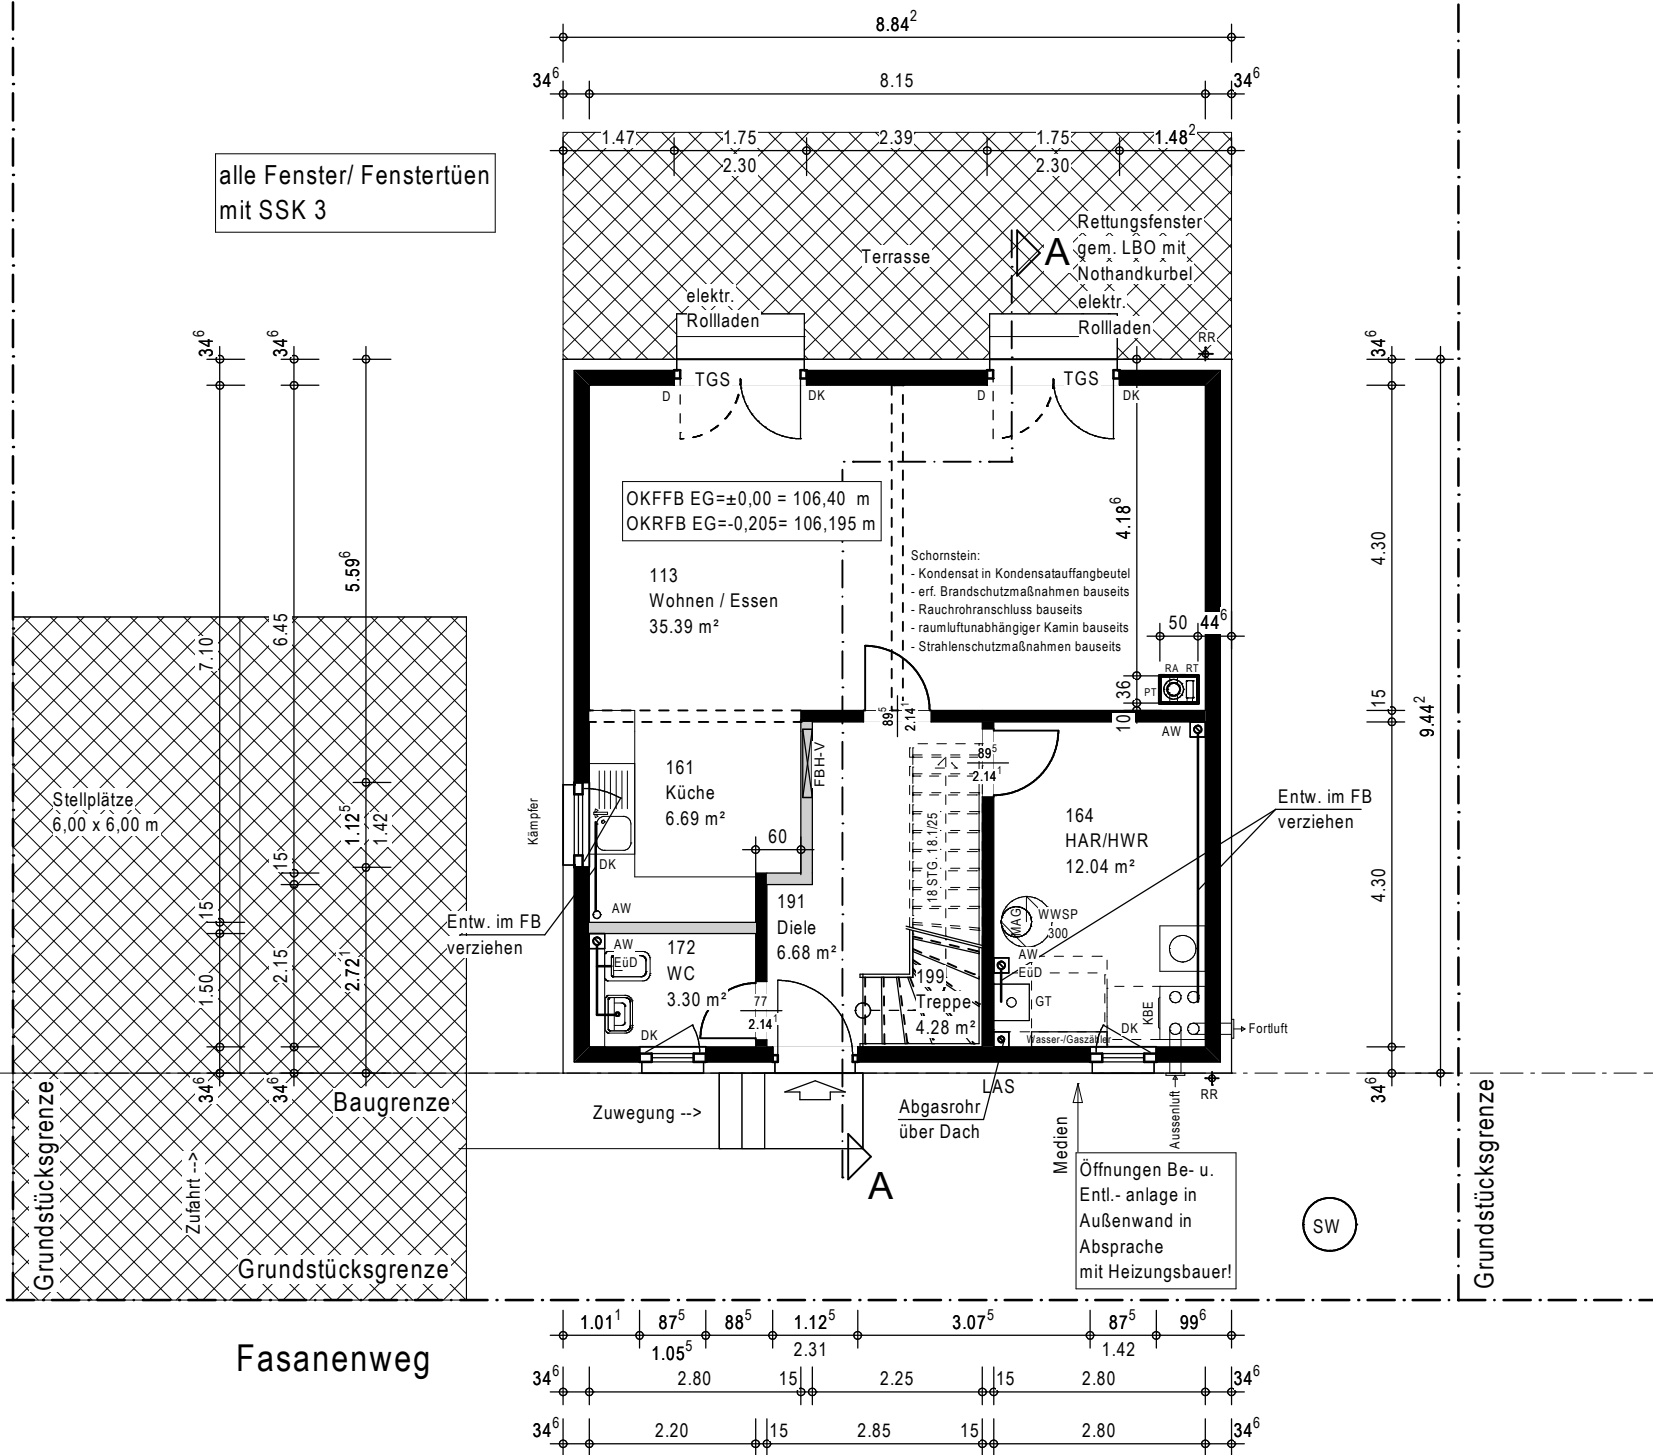 8.84²
34⁶ 8.15 34⁶
1.47 1.75 2.39 1.75 1.48²
2.30 2.30
alle Fenster/ Fenstertüen
mit SSK 3
Terrasse
A
Rettungsfenster
gem. LBO mit
Nothandkurbel
elektr.
Rollladen
elektr.
Rollladen
RR
TGS
TGS
D
DK
D
DK
34⁶
34⁶
34⁶
OKFFB EG=±0,00 = 106,40 m
OKRFB EG=-0,205= 106,195 m
113
Wohnen / Essen
35.39 m²
Schornstein:
- Kondensat in Kondensatauffangbeutel
- erf. Brandschutzmaßnahmen bauseits
- Rauchrohranschluss bauseits
- raumluftunabhängiger Kamin bauseits
- Strahlenschutzmaßnahmen bauseits
4.18⁶
4.30
5.59⁶
6.45
7.10
50 44⁶
RA RT
PT
36
10
15
9.44²
89⁵
2.14¹
AW
FBH-V
89⁵
2.14¹
161
Küche
6.69 m²
60
Kämpfer
DK
AW
Stellplätze
6,00 x 6,00 m
1.12⁵
1.42
15
15
Entw. im FB
verziehen
Entw. im FB
verziehen
164
HAR/HWR
12.04 m²
4.30
18 STG. 18.1/25
191
Diele
6.68 m²
MAG
WWSP
300
172
WC
3.30 m²
AW
EüD
AW
EüD
199
Treppe
4.28 m²
GT
KBE
77
2.14¹
DK
DK
Wasser-/Gaszähler
Fortluft
1.50
2.15
2.72¹
34⁶
34⁶
34⁶
Baugrenze
Zuwegung -->
LAS
Abgasrohr
über Dach
Medien
Aussenluft
RR
A
Öffnungen Be- u.
Entl.- anlage in
Außenwand in
Absprache
mit Heizungsbauer!
SW
Grundstücksgrenze
Zufahrt -->
Grundstücksgrenze
Grundstücksgrenze
Fasanenweg
1.01¹ 87⁵ 88⁵ 1.12⁵ 3.07⁵ 87⁵ 99⁶
1.05⁵ 2.31 1.42
34⁶ 2.80 15 2.25 15 2.80 34⁶
34⁶ 2.20 15 2.85 15 2.80 34⁶